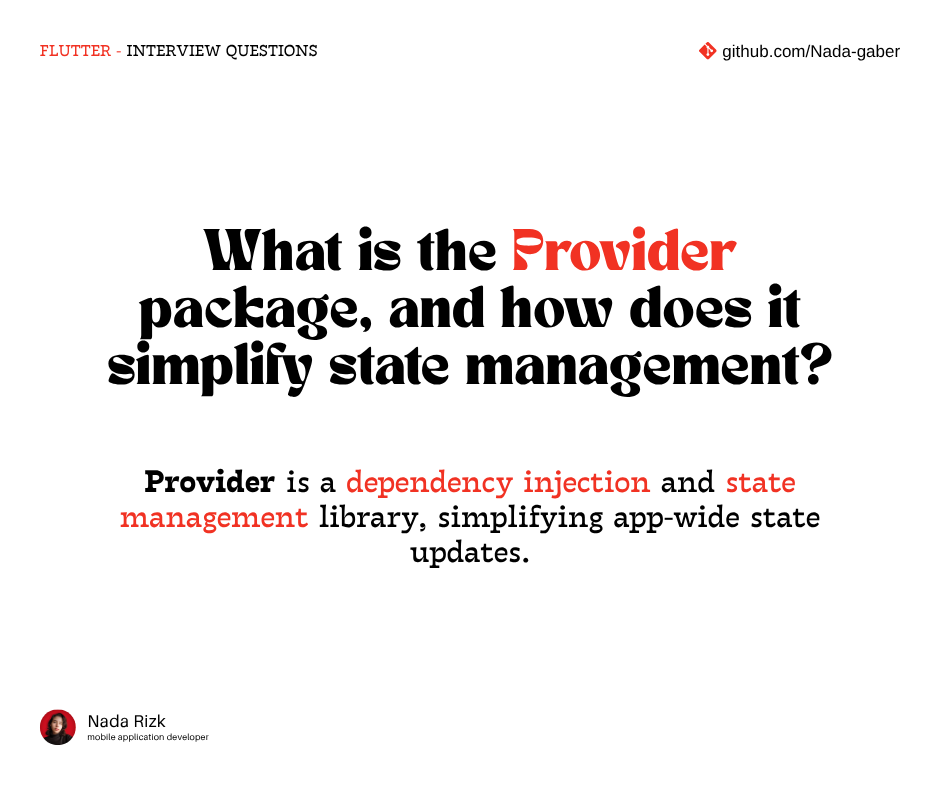 FLUTTER - INTERVIEW QUESTIONS
github.com/Nada-gaber
What is the Provider
package, and how does it
simplify state management?
Provider is a dependency injection and state
management library, simplifying app-wide state
updates.
Nada Rizk
mobile application developer